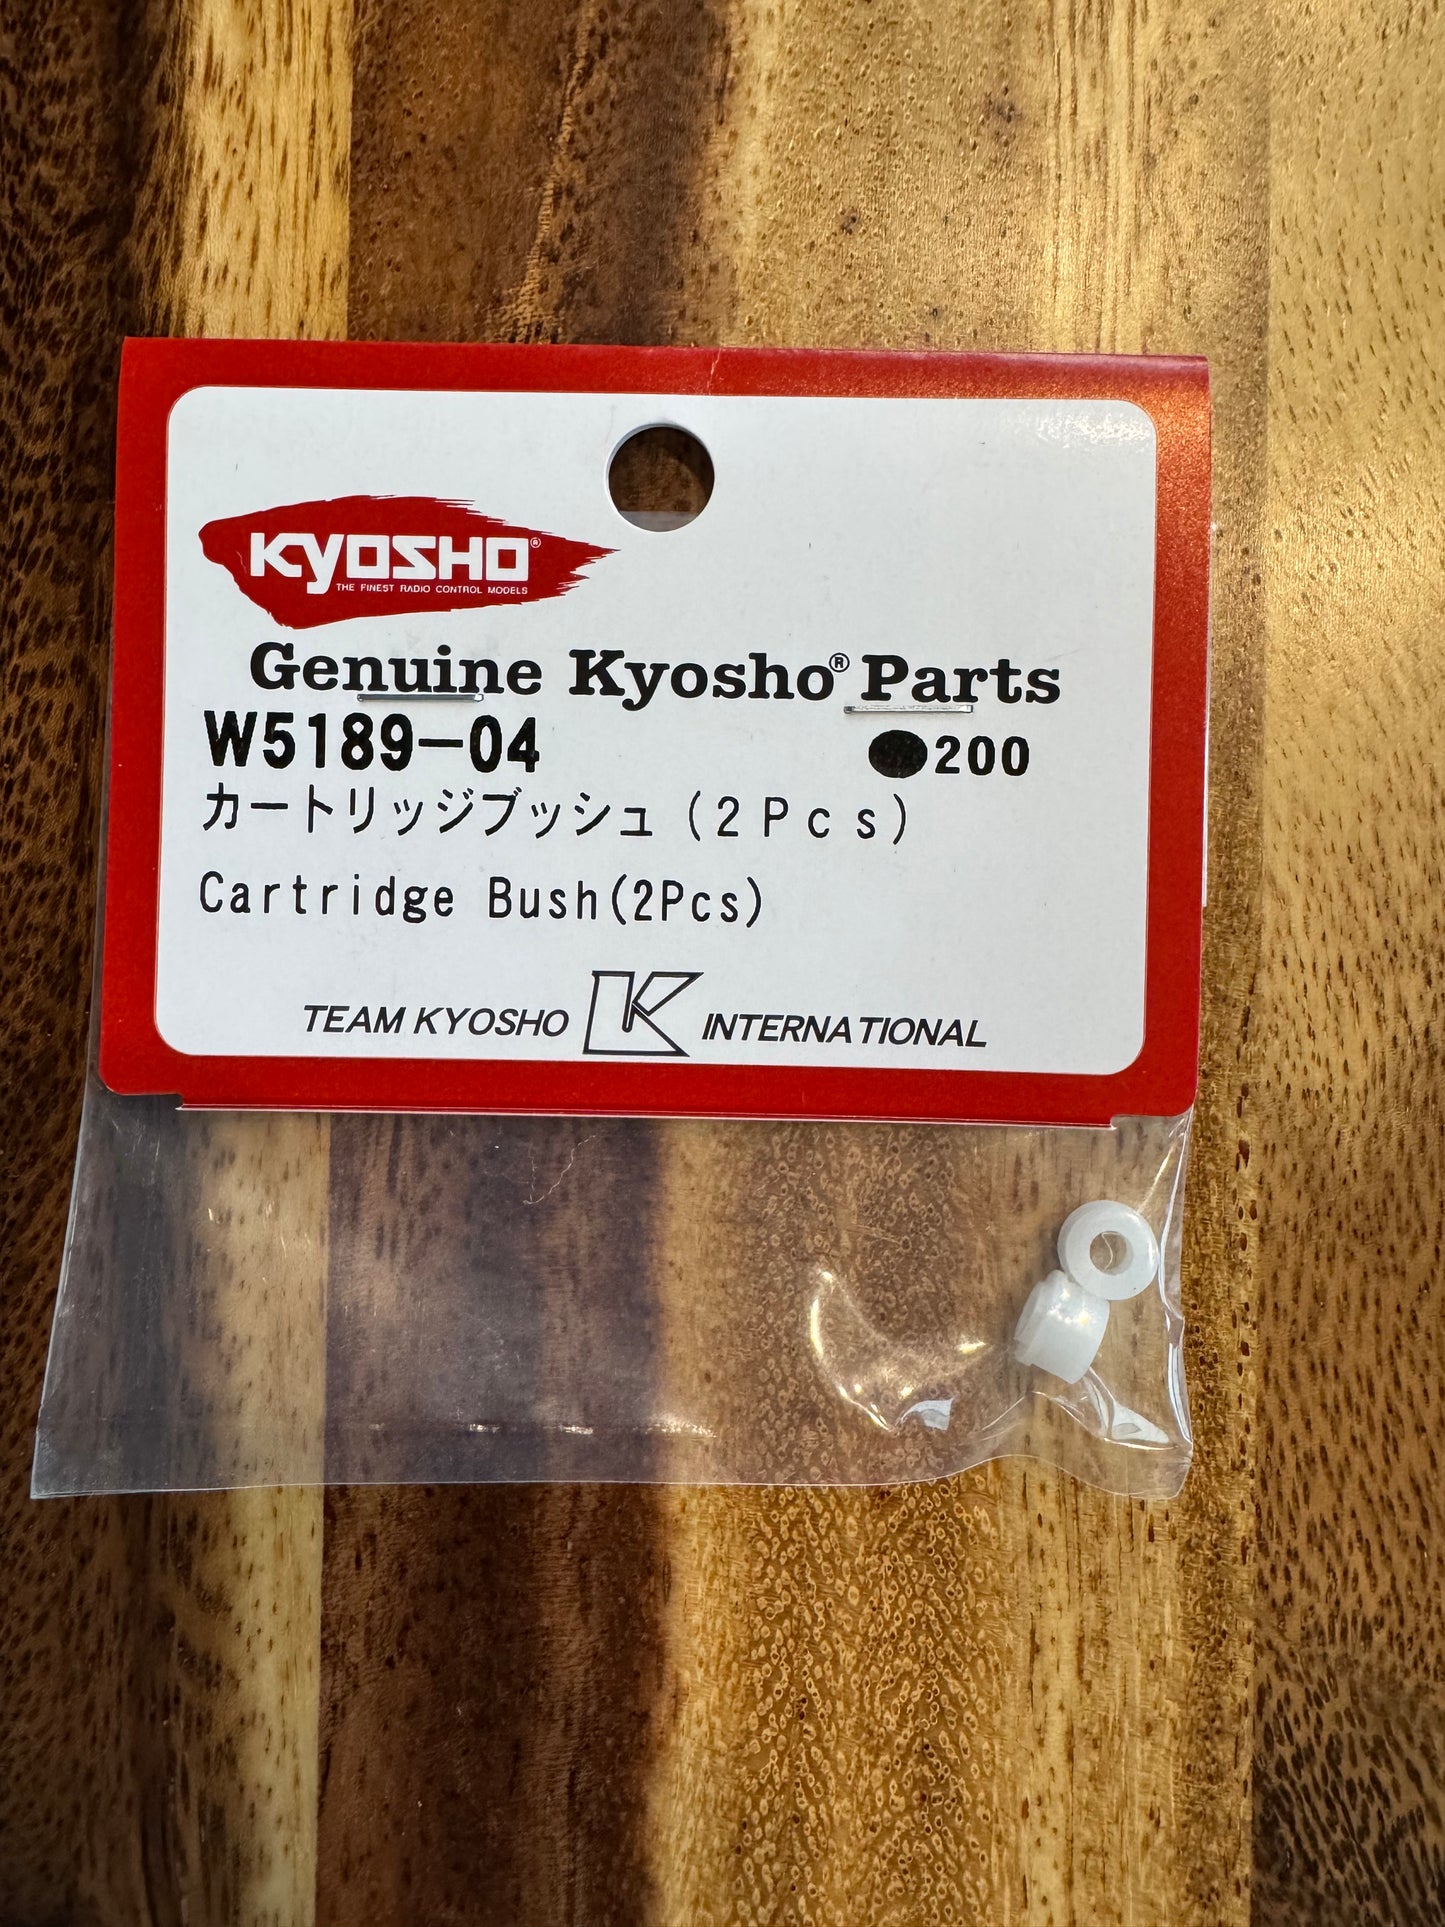 KYOSHO®
THE FINEST RADIO CONTROL MODELS
Genuine Kyosho® Parts
W5189-04 ●200
カートリッジブッシュ(2Pcs)
Cartridge Bush(2Pcs)
TEAM KYOSHO K INTERNATIONAL